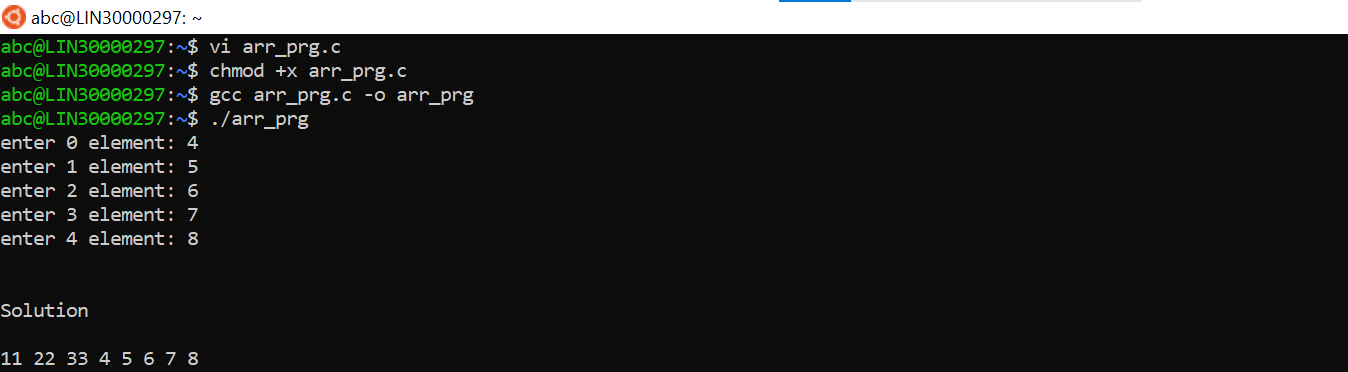 abc@LIN30000297: ~
abc@LIN30000297:~$ vi arr_prg.c
abc@LIN30000297:~$ chmod +x arr_prg.c
abc@LIN30000297:~$ gcc arr_prg.c -o arr_prg
abc@LIN30000297:~$ ./arr_prg
enter 0 element: 4
enter 1 element: 5
enter 2 element: 6
enter 3 element: 7
enter 4 element: 8
Solution
11 22 33 4 5 6 7 8